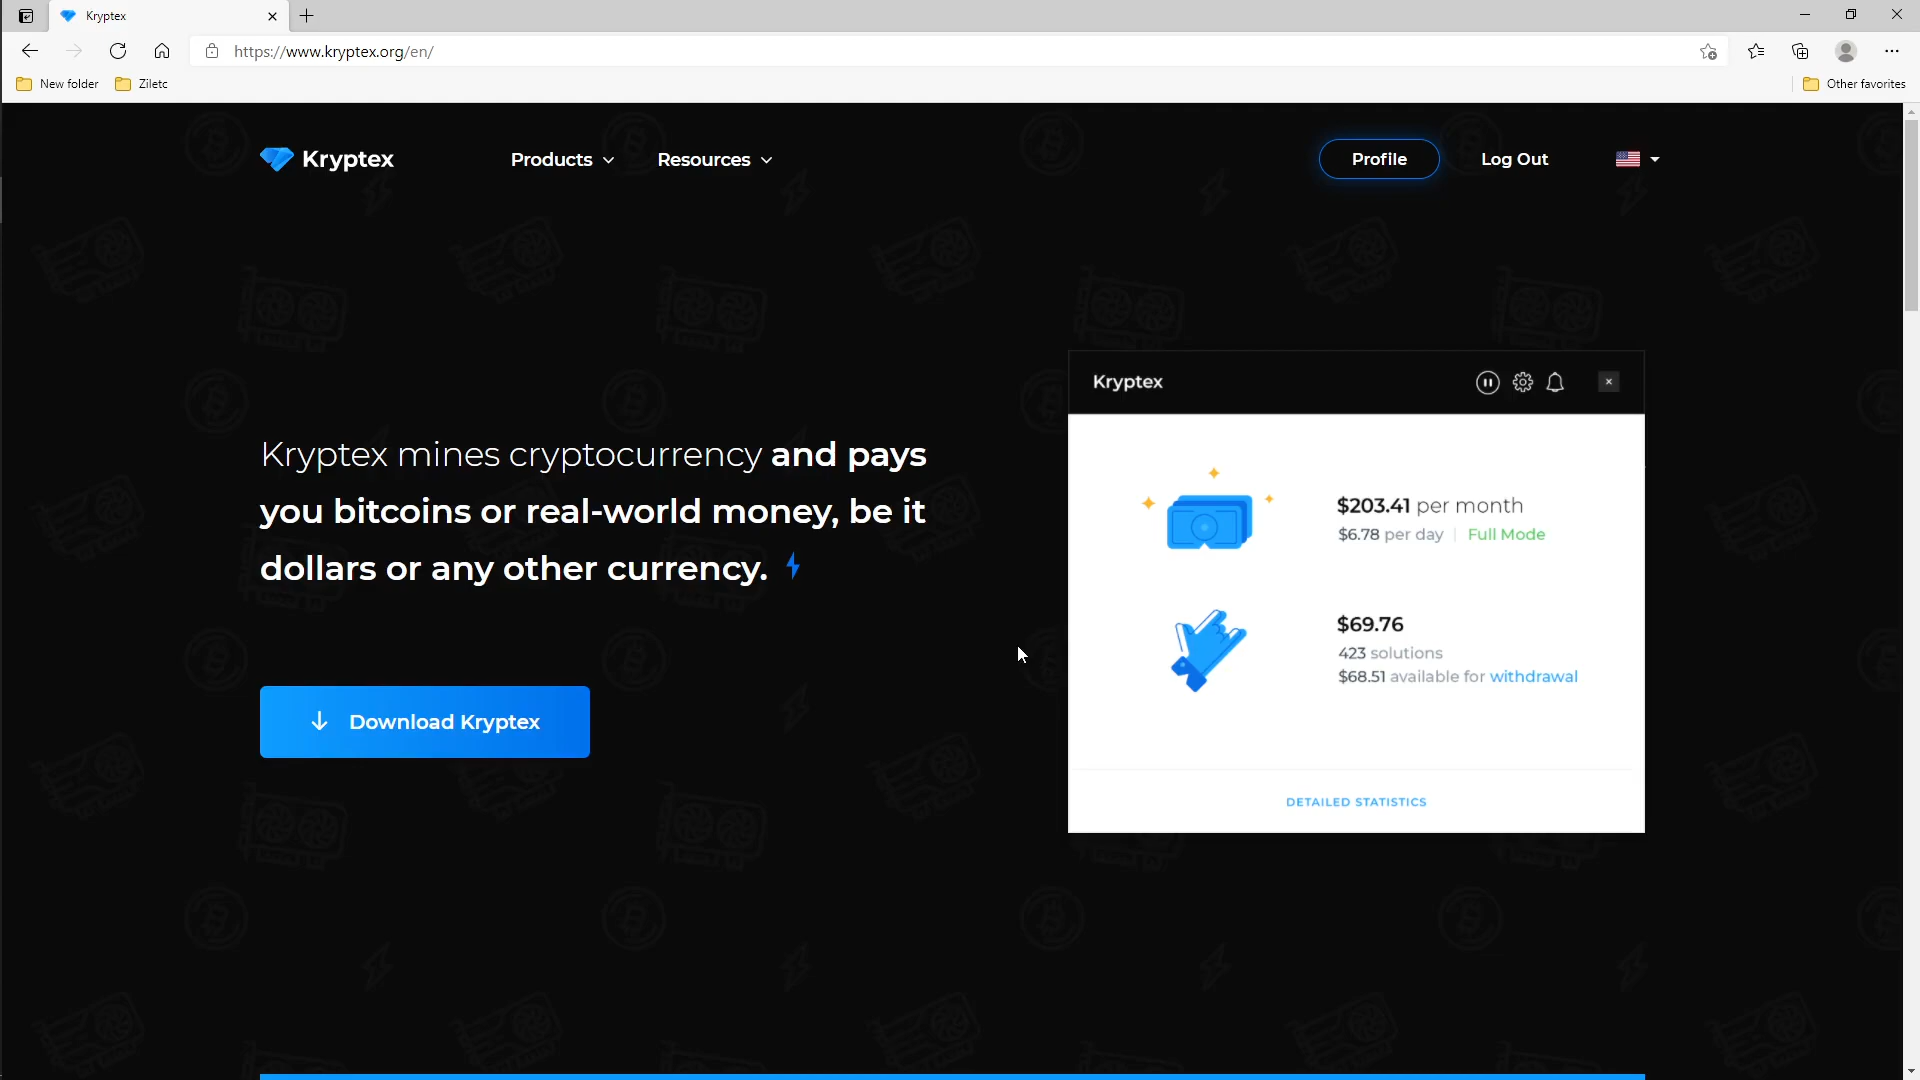 Kryptex
https://www.kryptex.org/en/
New folder
Ziletc
Other favorites
Kryptex
Products
Resources
Profile
Log Out
Kryptex mines cryptocurrency and pays
you bitcoins or real-world money, be it
dollars or any other currency.
Download Kryptex
Kryptex
$203.41 per month
$6.78 per day
Full Mode
$69.76
423 solutions
$68.51 available for withdrawal
DETAILED STATISTICS